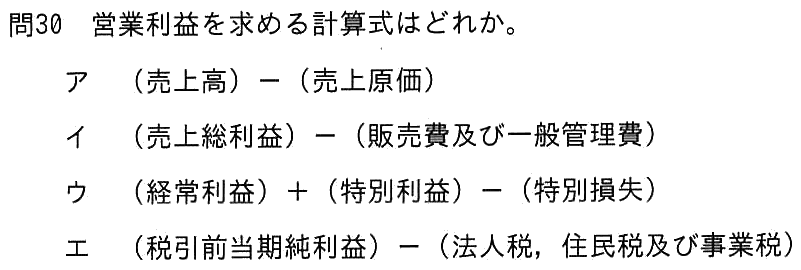 問30　営業利益を求める計算式はどれか。
ア　（売上高）－（売上原価）
イ　（売上総利益）－（販売費及び一般管理費）
ウ　（経常利益）＋（特別利益）－（特別損失）
エ　（税引前当期純利益）－（法人税，住民税及び事業税）